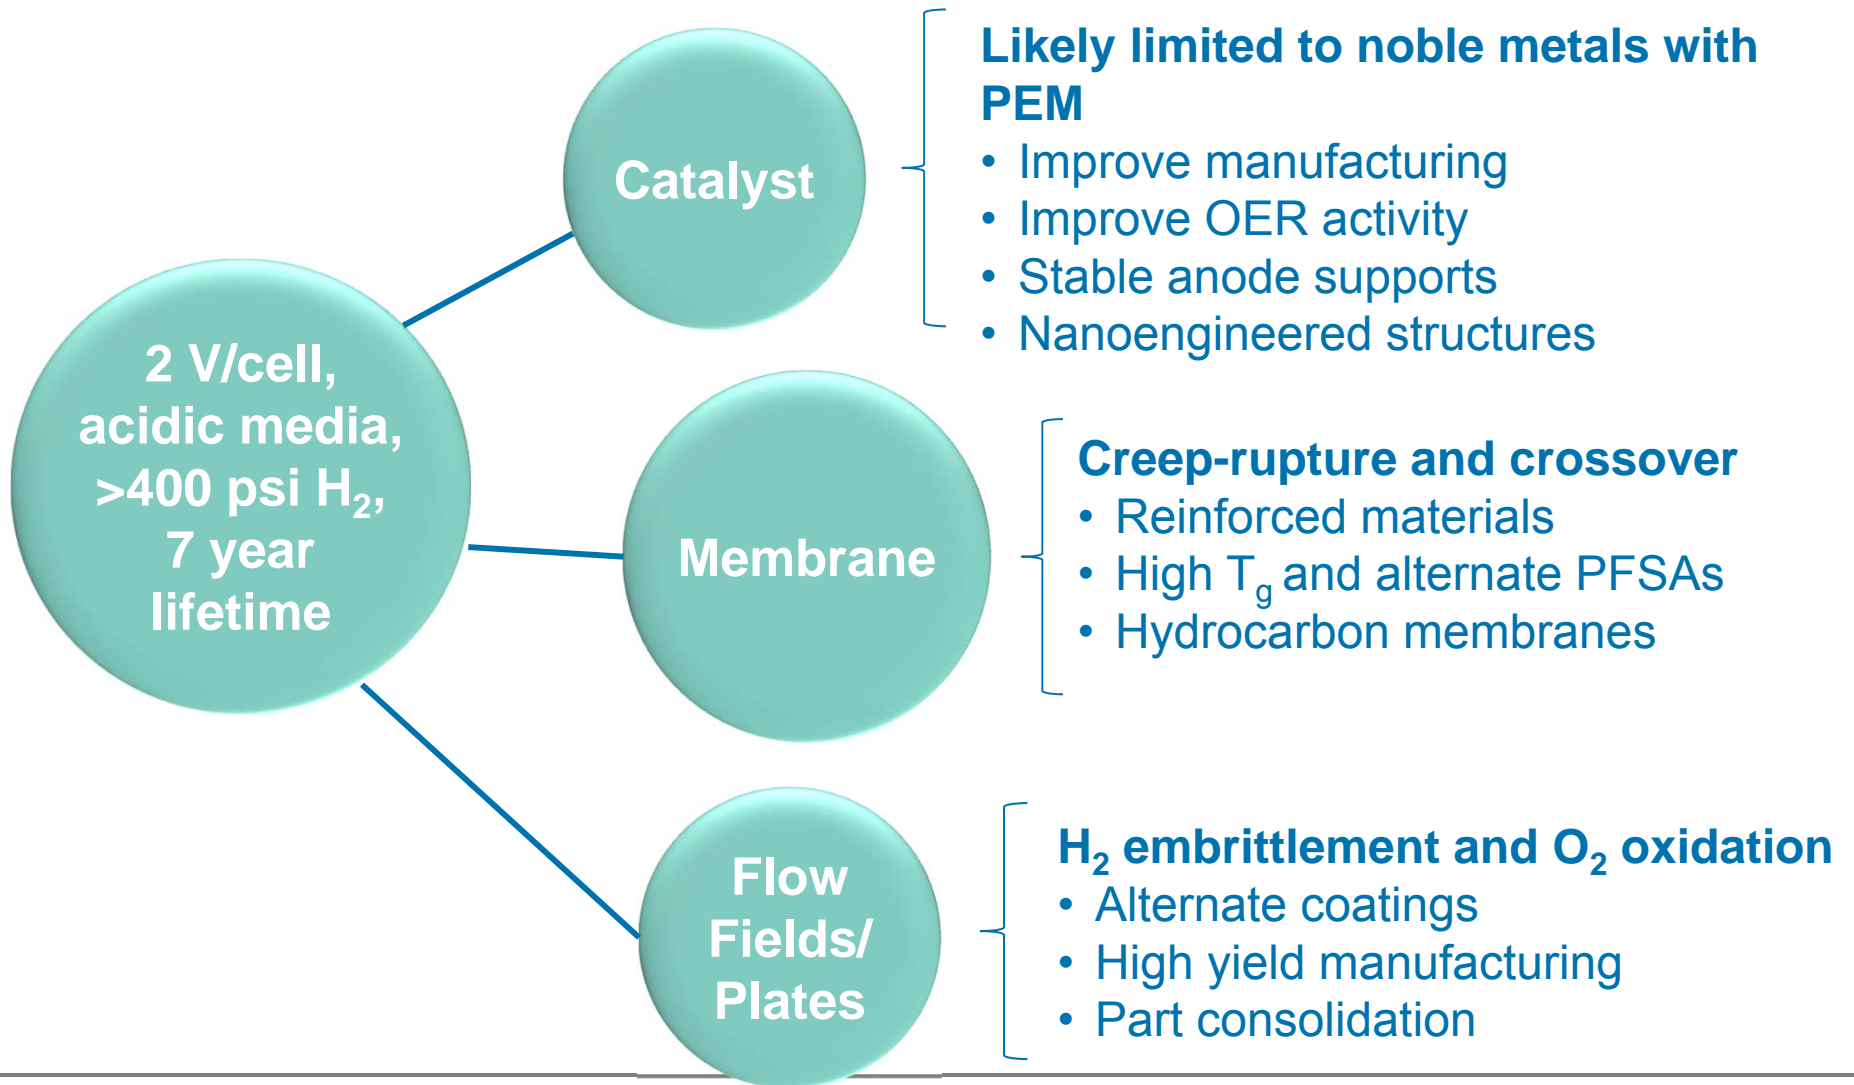 2 V/cell,
acidic media,
>400 psi H₂,
7 year
lifetime
Catalyst
Likely limited to noble metals with
PEM
• Improve manufacturing
• Improve OER activity
• Stable anode supports
• Nanoengineered structures
Membrane
Creep-rupture and crossover
• Reinforced materials
• High T_g and alternate PFSAs
• Hydrocarbon membranes
Flow
Fields/
Plates
H₂ embrittlement and O₂ oxidation
• Alternate coatings
• High yield manufacturing
• Part consolidation